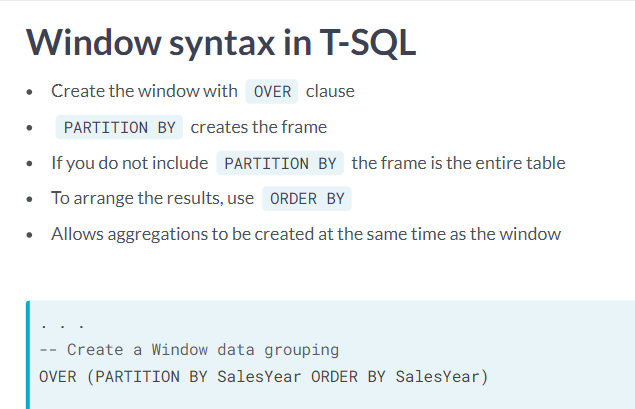 Window syntax in T-SQL
• Create the window with OVER clause
• PARTITION BY creates the frame
• If you do not include PARTITION BY the frame is the entire table
• To arrange the results, use ORDER BY
• Allows aggregations to be created at the same time as the window
. . .
-- Create a Window data grouping
OVER (PARTITION BY SalesYear ORDER BY SalesYear)